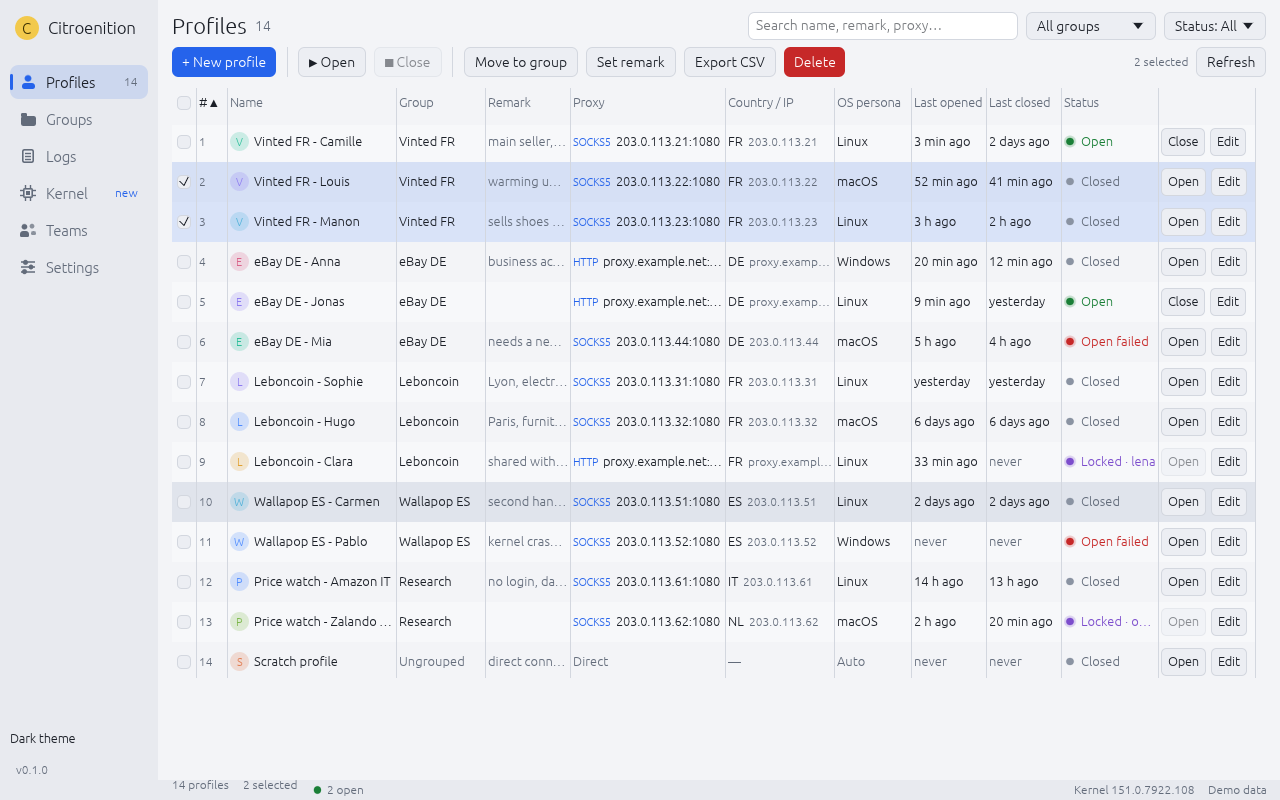 C Citroenition
Profiles 14
Groups
Logs
Kernel new
Teams
Settings
Dark theme
v0.1.0
Profiles 14
Search name, remark, proxy…
All groups ▼
Status: All ▼
+ New profile
▶ Open
■ Close
Move to group
Set remark
Export CSV
Delete
2 selected
Refresh
#▲ Name Group Remark Proxy Country / IP OS persona Last opened Last closed Status
1 V Vinted FR - Camille Vinted FR main seller,… SOCKS5 203.0.113.21:1080 FR 203.0.113.21 Linux 3 min ago 2 days ago Open Close Edit
2 V Vinted FR - Louis Vinted FR warming u… SOCKS5 203.0.113.22:1080 FR 203.0.113.22 macOS 52 min ago 41 min ago Closed Open Edit
3 V Vinted FR - Manon Vinted FR sells shoes … SOCKS5 203.0.113.23:1080 FR 203.0.113.23 Linux 3 h ago 2 h ago Closed Open Edit
4 E eBay DE - Anna eBay DE business ac… HTTP proxy.example.net:… DE proxy.examp… Windows 20 min ago 12 min ago Closed Open Edit
5 E eBay DE - Jonas eBay DE HTTP proxy.example.net:… DE proxy.examp… Linux 9 min ago yesterday Open Close Edit
6 E eBay DE - Mia eBay DE needs a ne… SOCKS5 203.0.113.44:1080 DE 203.0.113.44 macOS 5 h ago 4 h ago Open failed Open Edit
7 L Leboncoin - Sophie Leboncoin Lyon, electr… SOCKS5 203.0.113.31:1080 FR 203.0.113.31 Linux yesterday yesterday Closed Open Edit
8 L Leboncoin - Hugo Leboncoin Paris, furnit… SOCKS5 203.0.113.32:1080 FR 203.0.113.32 macOS 6 days ago 6 days ago Closed Open Edit
9 L Leboncoin - Clara Leboncoin shared with… HTTP proxy.example.net:… FR proxy.exampl… Linux 33 min ago never Locked · lena Open Edit
10 W Wallapop ES - Carmen Wallapop ES second han… SOCKS5 203.0.113.51:1080 ES 203.0.113.51 Linux 2 days ago 2 days ago Closed Open Edit
11 W Wallapop ES - Pablo Wallapop ES kernel cras… SOCKS5 203.0.113.52:1080 ES 203.0.113.52 Windows never never Open failed Open Edit
12 P Price watch - Amazon IT Research no login, da… SOCKS5 203.0.113.61:1080 IT 203.0.113.61 Linux 14 h ago 13 h ago Closed Open Edit
13 P Price watch - Zalando … Research SOCKS5 203.0.113.62:1080 NL 203.0.113.62 macOS 2 h ago 20 min ago Locked · o… Open Edit
14 S Scratch profile Ungrouped direct conn… Direct — Auto never never Closed Open Edit
14 profiles 2 selected 2 open Kernel 151.0.7922.108 Demo data